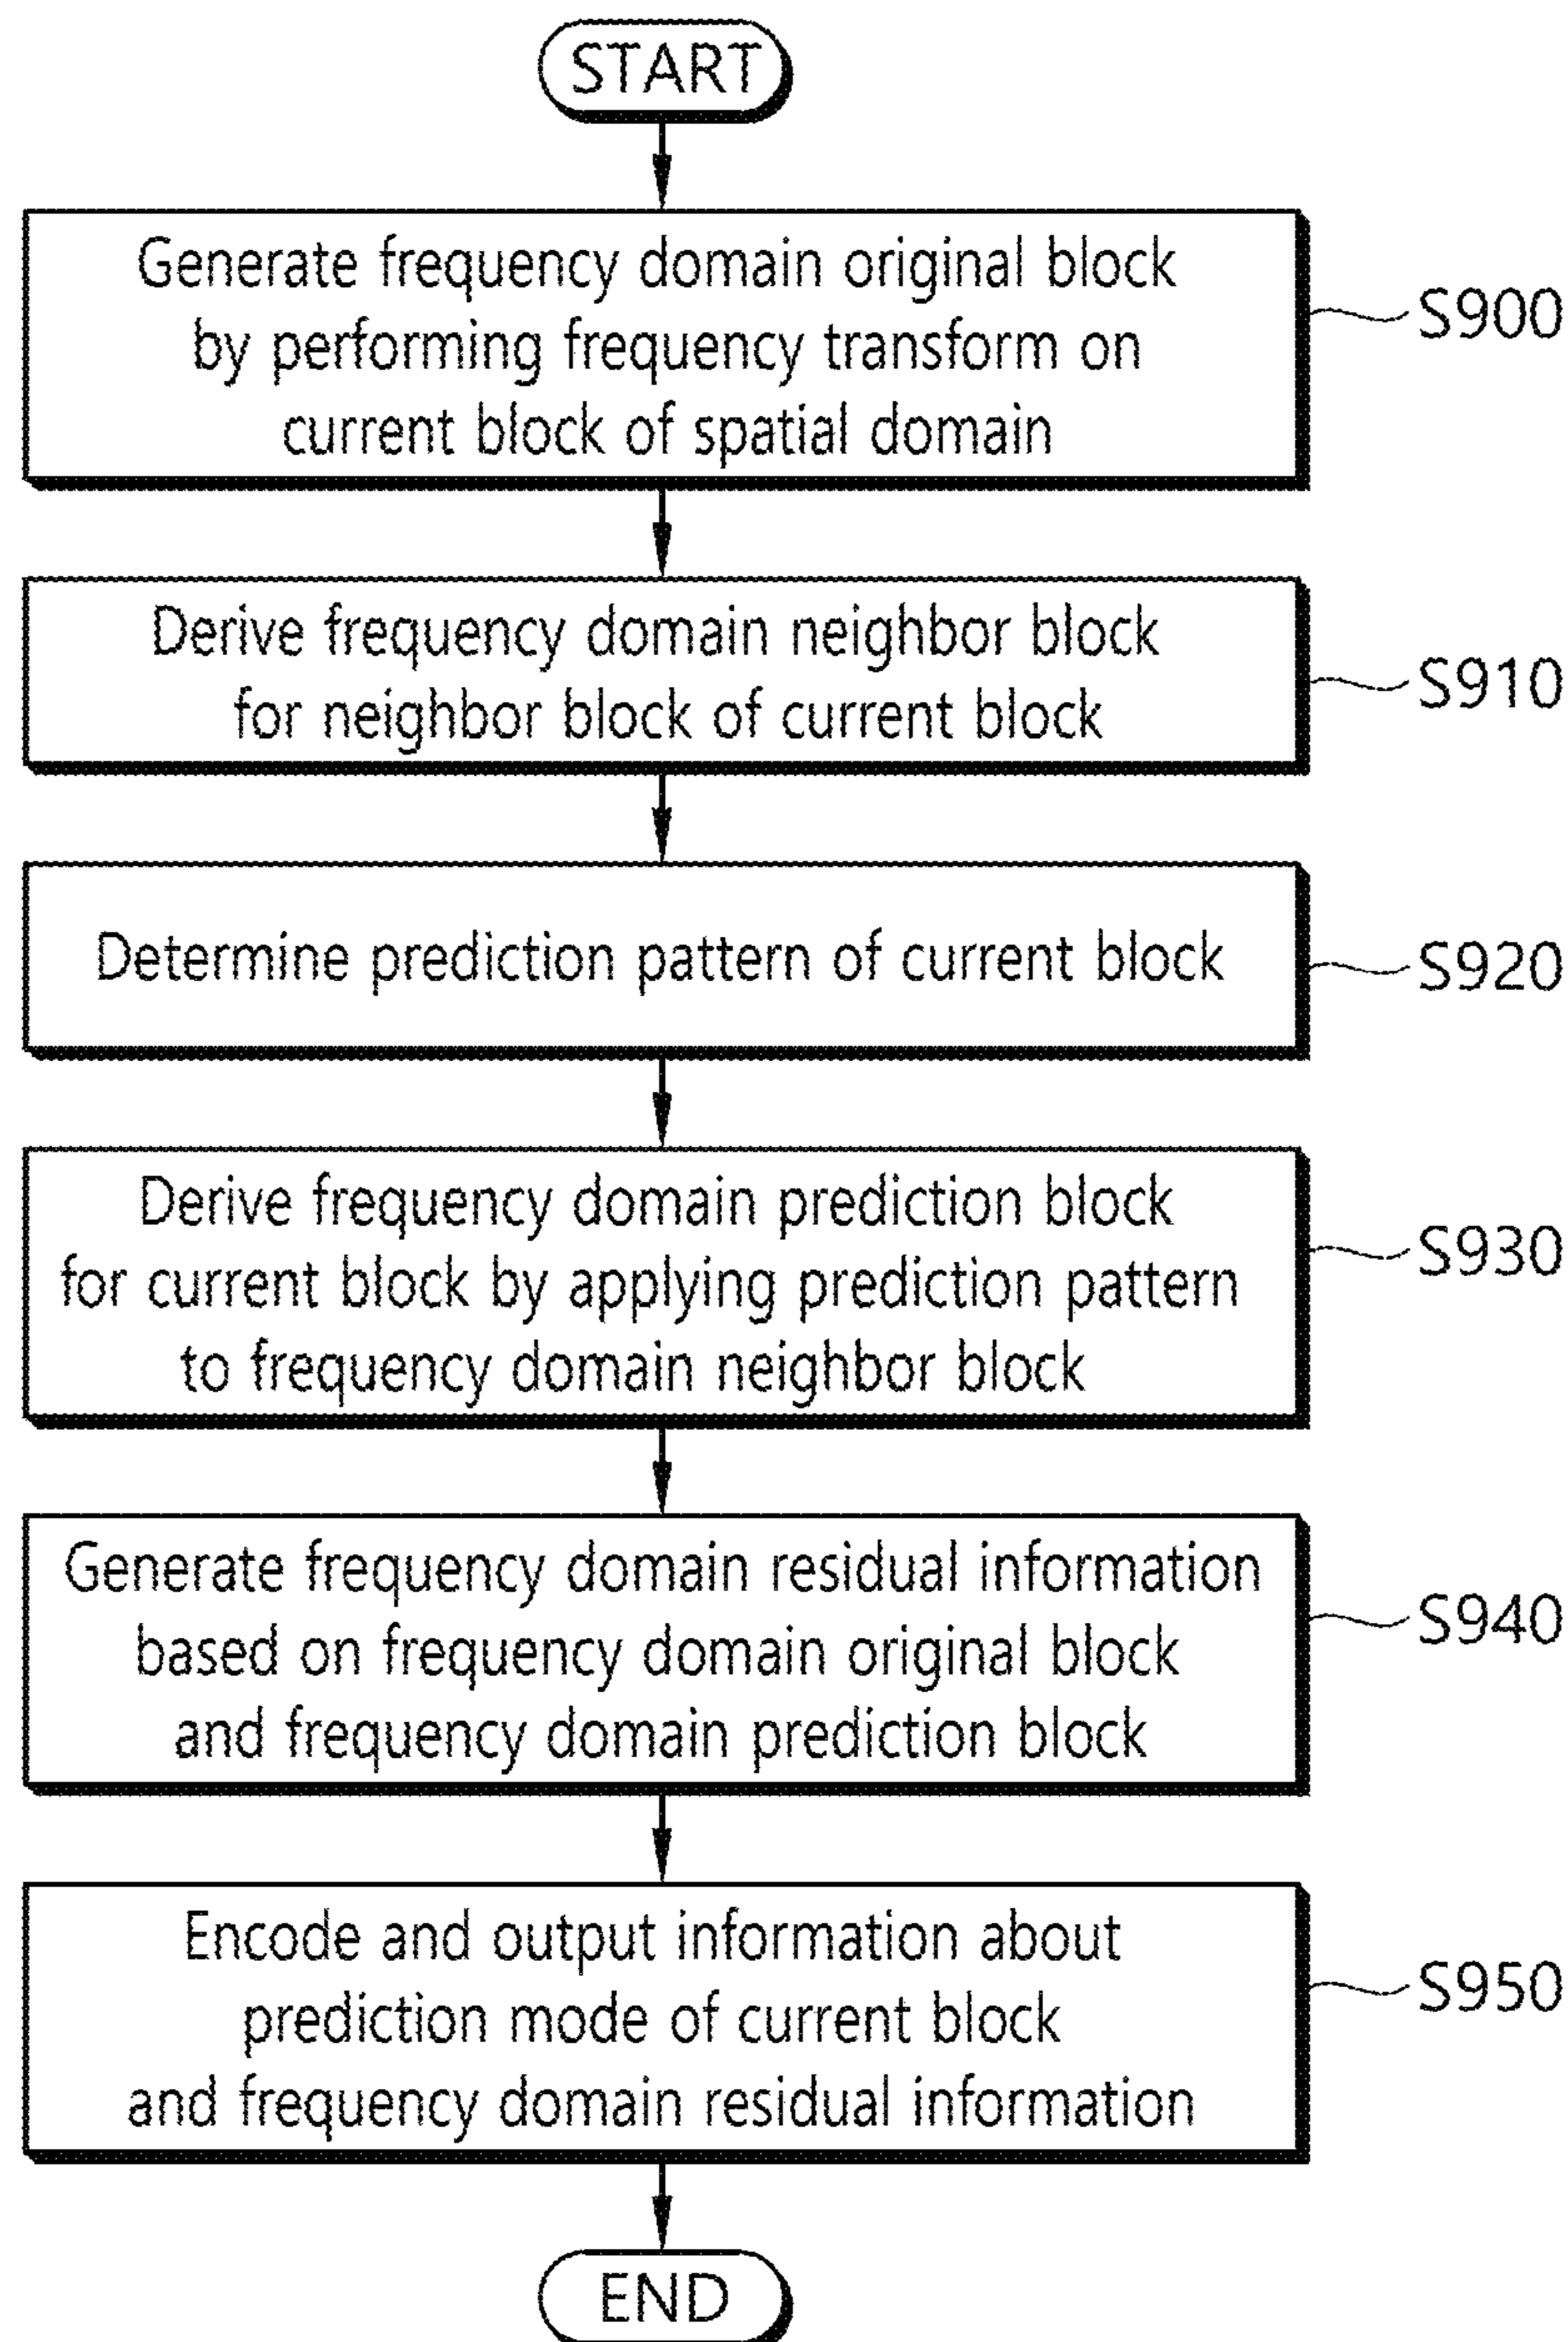 START
Generate frequency domain original block
by performing frequency transform on
current block of spatial domain
S900
Derive frequency domain neighbor block
for neighbor block of current block
S910
Determine prediction pattern of current block
S920
Derive frequency domain prediction block
for current block by applying prediction pattern
to frequency domain neighbor block
S930
Generate frequency domain residual information
based on frequency domain original block
and frequency domain prediction block
S940
Encode and output information about
prediction mode of current block
and frequency domain residual information
S950
END